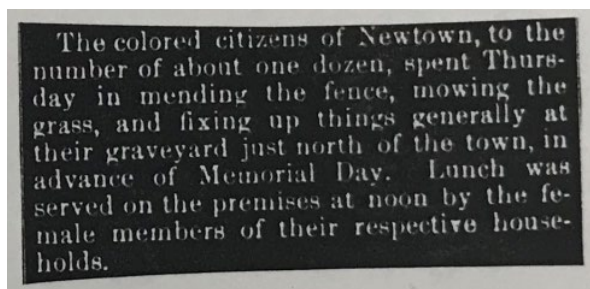 The colored citizens of Newtown, to the
number of about one dozen, spent Thurs-
day in mending the fence, mowing the
grass, and fixing up things generally at
their graveyard just north of the town, in
advance of Memorial Day. Lunch was
served on the premises at noon by the fe-
male members of their respective house-
holds.